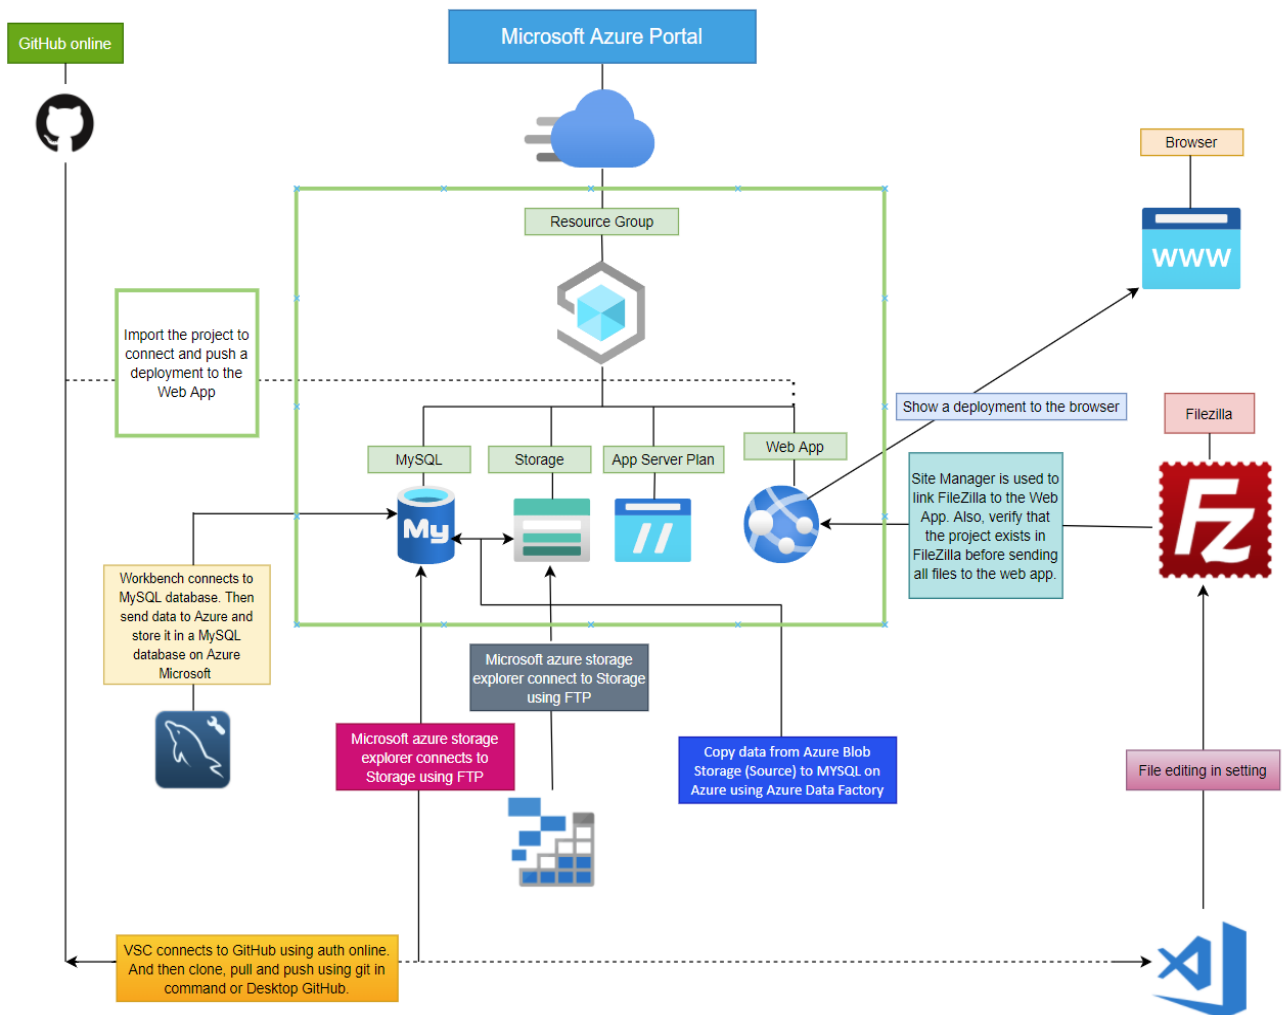 GitHub online
Microsoft Azure Portal
Browser
www
Resource Group
Import the project to
connect and push a
deployment to the
Web App
Show a deployment to the browser
Filezilla
MySQL
Storage
App Server Plan
Web App
My
Site Manager is used to
link FileZilla to the Web
App. Also, verify that
the project exists in
FileZilla before sending
all files to the web app.
Fz
Workbench connects to
MySQL database. Then
send data to Azure and
store it in a MySQL
database on Azure
Microsoft
Microsoft azure storage
explorer connect to Storage
using FTP
Microsoft azure storage
explorer connects to
Storage using FTP
Copy data from Azure Blob
Storage (Source) to MYSQL on
Azure using Azure Data Factory
File editing in setting
VSC connects to GitHub using auth online.
And then clone, pull and push using git in
command or Desktop GitHub.